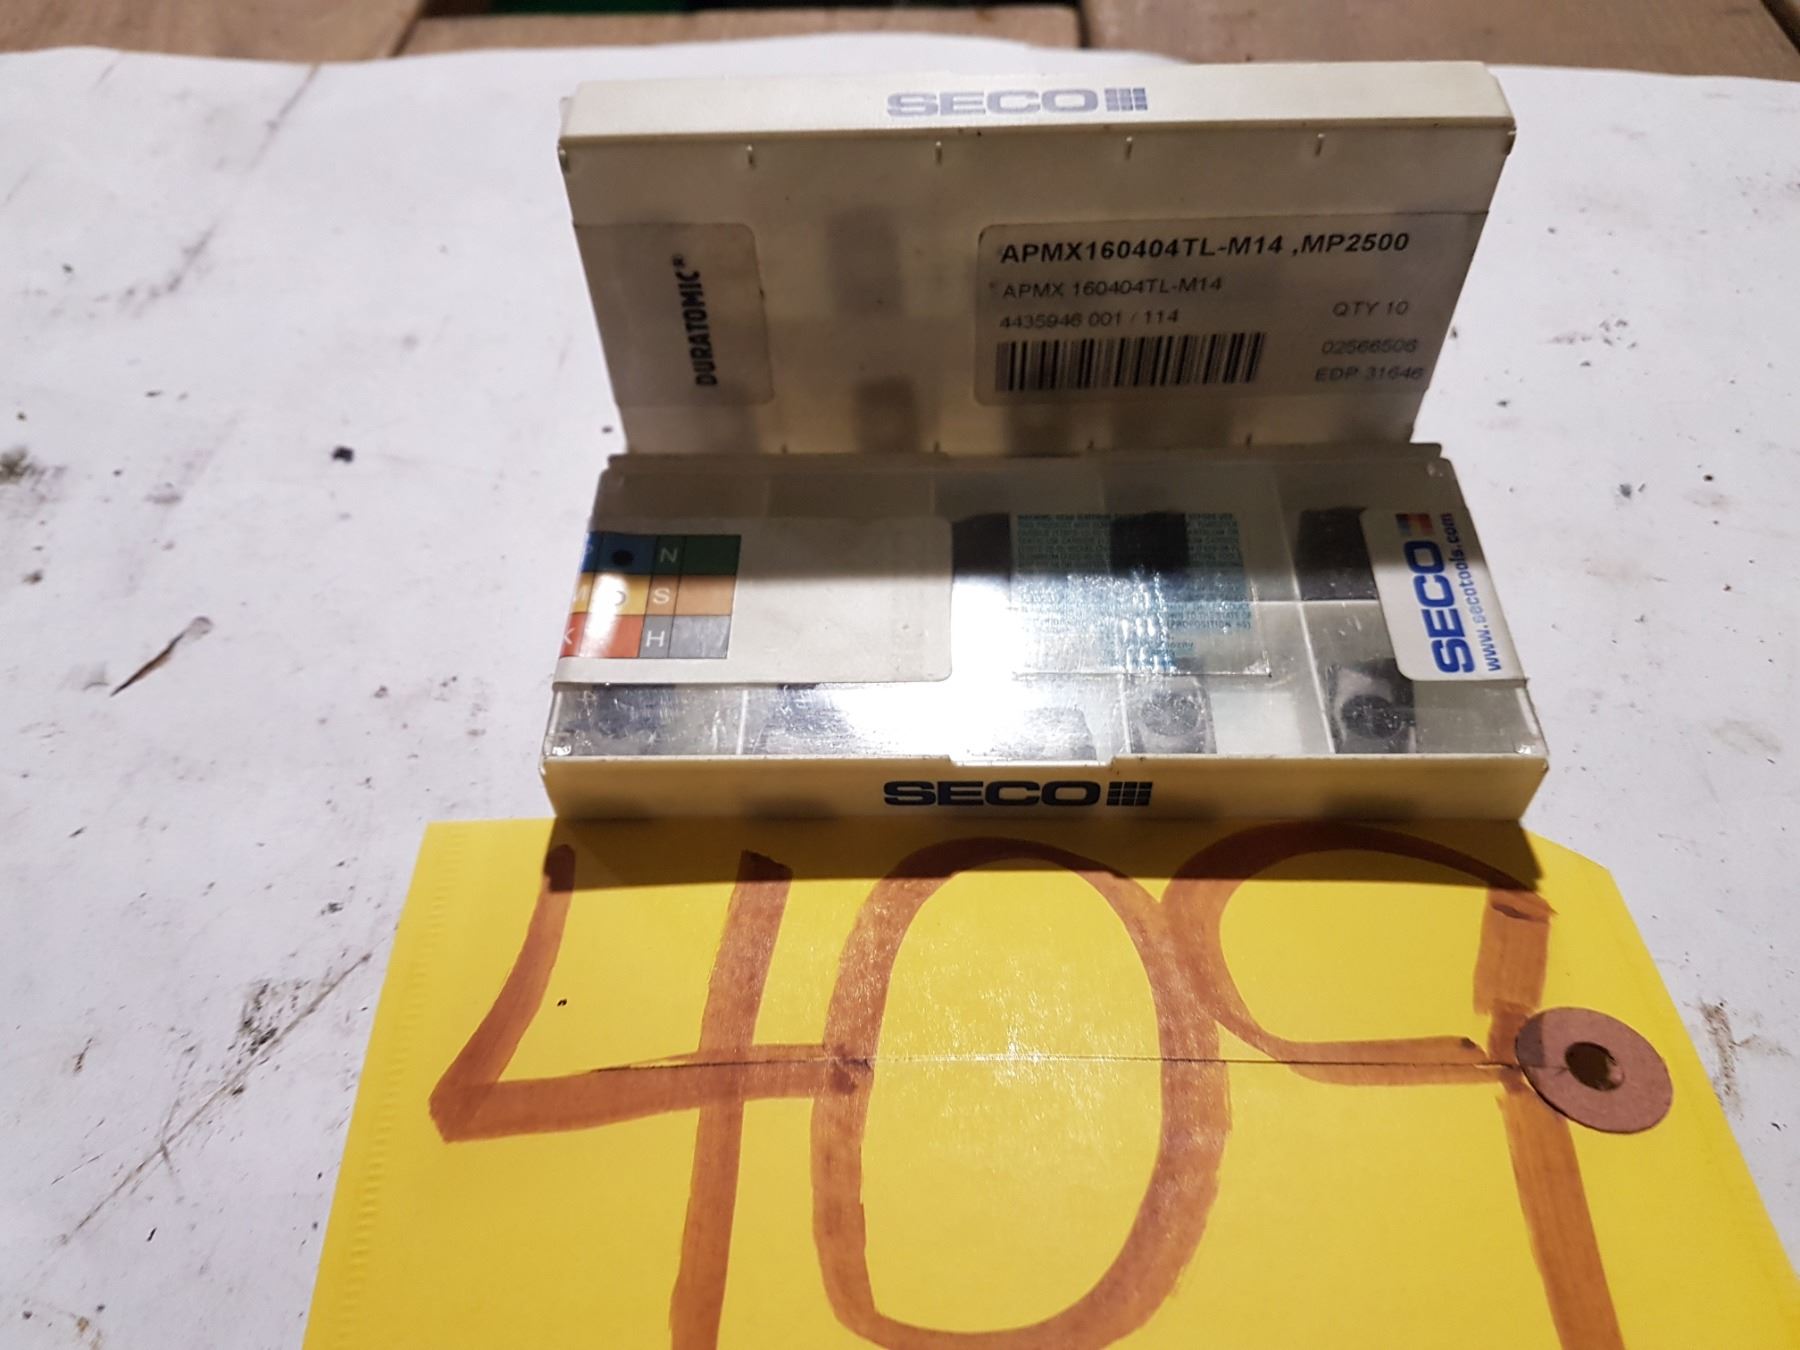 SECO
DURATOMIC®
APMX160404TL-M14 ,MP2500
APMX 160404TL-M14
4435946 001 / 114
QTY 10
02566506
EDP 31646
N
M
S
K
H
SECO
www.secotools.com
SECO
409